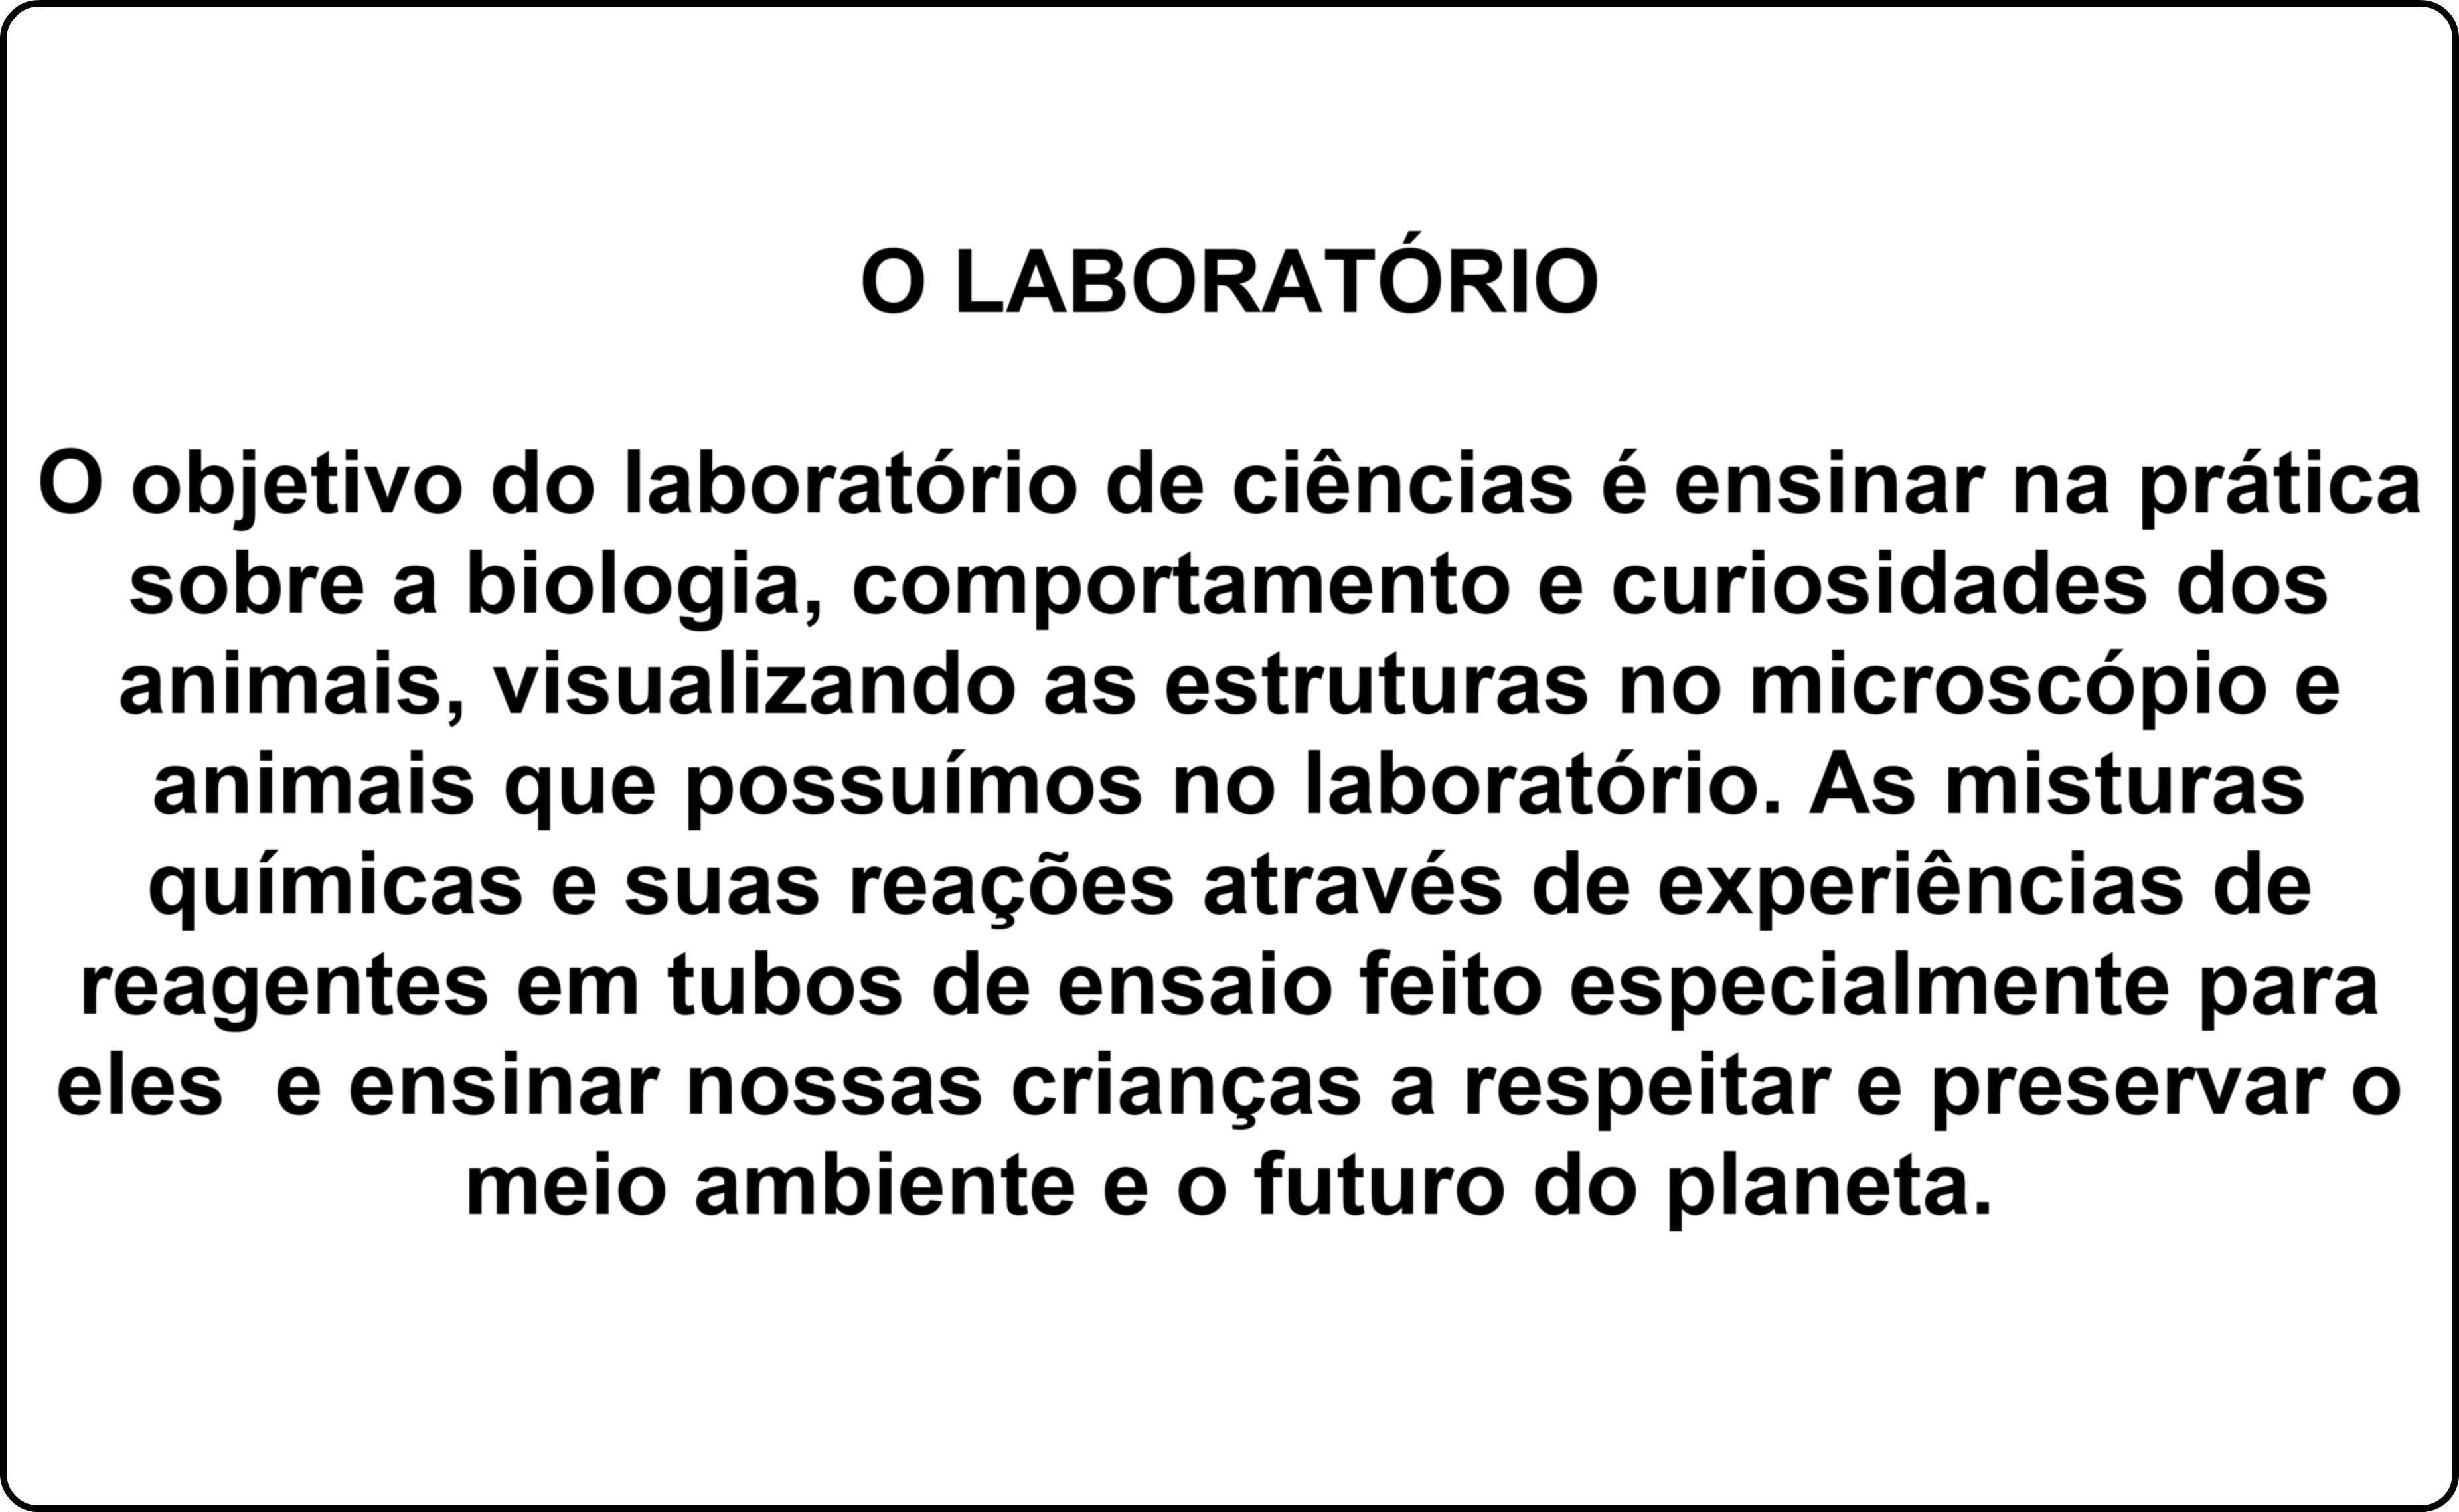 O LABORATÓRIO
O objetivo do laboratório de ciências é ensinar na prática
sobre a biologia, comportamento e curiosidades dos
animais, visualizando as estruturas no microscópio e
animais que possuímos no laboratório. As misturas
químicas e suas reações através de experiências de
reagentes em tubos de ensaio feito especialmente para
eles  e ensinar nossas crianças a respeitar e preservar o
meio ambiente e o futuro do planeta.